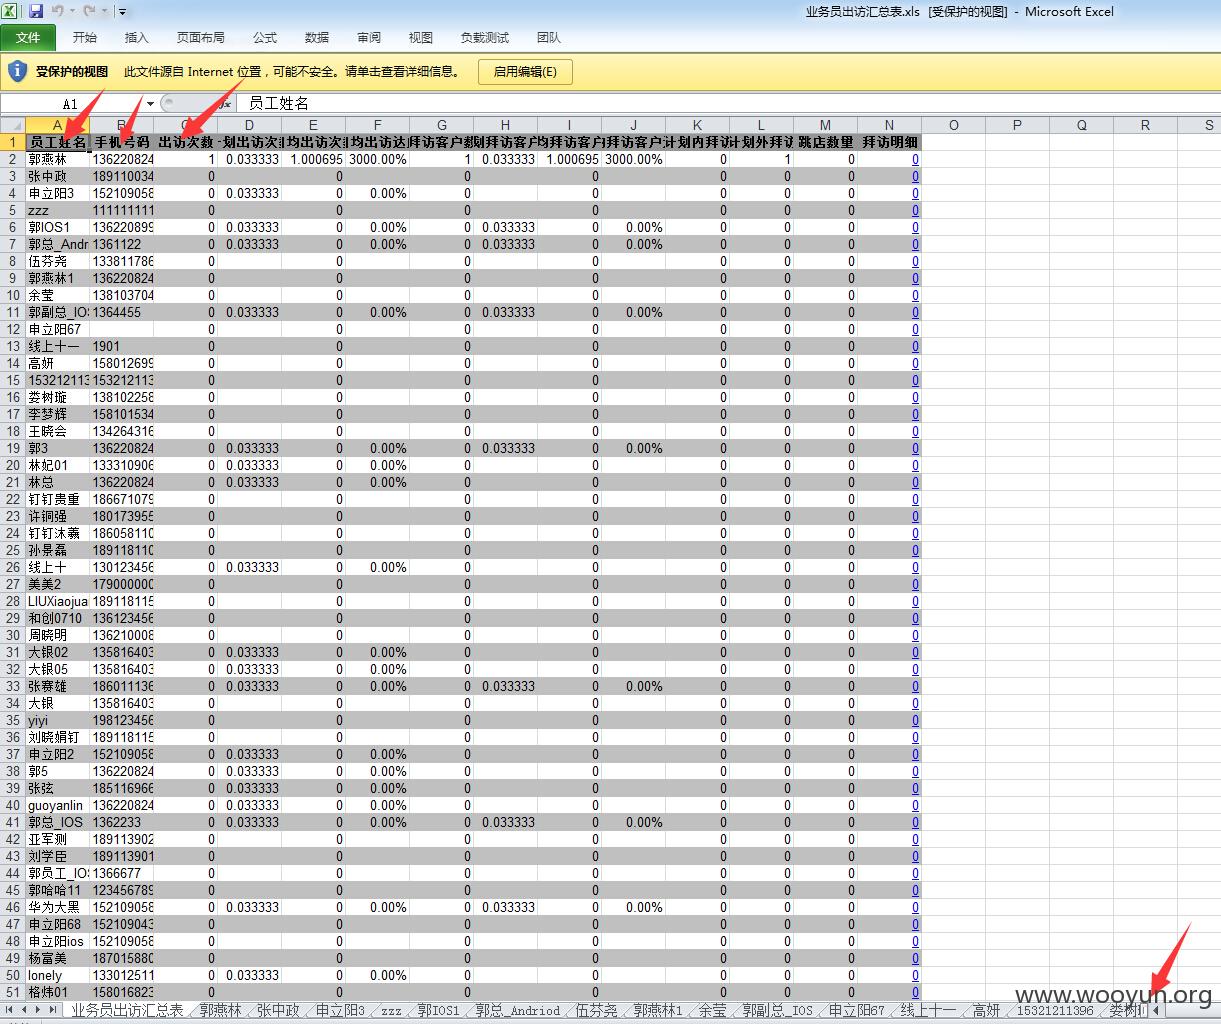 业务员出访汇总表.xls [受保护的视图] - Microsoft Excel
文件 开始 插入 页面布局 公式 数据 审阅 视图 负载测试 团队
受保护的视图 此文件源自 Internet 位置，可能不安全。请单击查看详细信息。 启用编辑(E)
A1 fx 员工姓名
A B C D E F G H I J K L M N O P Q R S
1 员工姓名 手机号码 出访次数 划出访次 均出访次 均出访达 拜访客户数 划拜访客户 均拜访客户 拜访客户 计划内拜访 计划外拜访 跳店数量 拜访明细
2 郭燕林 136220824 1 0.033333 1.000695 3000.00% 1 0.033333 1.000695 3000.00% 0 1 0 0
3 张中政 189110034 0 0 0 0 0 0 0 0
4 申立阳3 152109058 0 0.033333 0 0.00% 0 0 0 0 0 0
5 zzz 111111111 0 0 0 0 0 0 0 0
6 郭IOS1 136220899 0 0.033333 0 0.00% 0 0.033333 0 0.00% 0 0 0 0
7 郭总_Andr 1361122 0 0.033333 0 0.00% 0 0.033333 0 0.00% 0 0 0 0
8 伍芬尧 133811786 0 0 0 0 0 0 0 0
9 郭燕林1 136220824 0 0 0 0 0 0 0 0
10 余莹 138103704 0 0 0 0 0 0 0 0
11 郭副总_IOS 1364455 0 0.033333 0 0.00% 0 0.033333 0 0.00% 0 0 0 0
12 申立阳67 0 0 0 0 0 0 0 0
13 线上十一 1901 0 0 0 0 0 0 0 0
14 高妍 158012699 0 0 0 0 0 0 0 0
15 153212113 153212113 0 0 0 0 0 0 0 0
16 娄树璇 138102258 0 0 0 0 0 0 0 0
17 李梦辉 158101534 0 0 0 0 0 0 0 0
18 王晓会 134264316 0 0 0 0 0 0 0 0
19 郭3 136220824 0 0.033333 0 0.00% 0 0.033333 0 0.00% 0 0 0 0
20 林妃01 133310906 0 0.033333 0 0.00% 0 0 0 0 0 0
21 林总 136220824 0 0.033333 0 0.00% 0 0 0 0 0 0
22 钉钉贵重 186671079 0 0 0 0 0 0 0 0
23 许铜强 180173955 0 0 0 0 0 0 0 0
24 钉钉沐羲 186058110 0 0 0 0 0 0 0 0
25 孙景磊 189118110 0 0 0 0 0 0 0 0
26 线上十 130123456 0 0.033333 0 0.00% 0 0 0 0 0 0
27 美美2 179000000 0 0 0 0 0 0 0 0
28 LIUXiaojua 189118115 0 0 0 0 0 0 0 0
29 和创0710 136123456 0 0 0 0 0 0 0 0
30 周晓明 136210008 0 0 0 0 0 0 0 0
31 大银02 135816403 0 0.033333 0 0.00% 0 0 0 0 0 0
32 大银05 135816403 0 0.033333 0 0.00% 0 0 0 0 0 0
33 张赛雄 186011136 0 0.033333 0 0.00% 0 0.033333 0 0.00% 0 0 0 0
34 大银 135816403 0 0 0 0 0 0 0 0
35 yiyi 198123456 0 0 0 0 0 0 0 0
36 刘晓娟钉 189118115 0 0 0 0 0 0 0 0
37 申立阳2 152109058 0 0.033333 0 0.00% 0 0 0 0 0 0
38 郭5 136220824 0 0.033333 0 0.00% 0 0 0 0 0 0
39 张弦 185116966 0 0.033333 0 0.00% 0 0 0 0 0 0
40 guoyanlin 136220824 0 0.033333 0 0.00% 0 0 0 0 0 0
41 郭总_IOS 1362233 0 0.033333 0 0.00% 0 0.033333 0 0.00% 0 0 0 0
42 亚军测 189113902 0 0 0 0 0 0 0 0
43 刘学臣 189113901 0 0 0 0 0 0 0 0
44 郭员工_IOS 1366677 0 0 0 0 0 0 0 0
45 郭哈哈11 123456789 0 0 0 0 0 0 0 0
46 华为大黑 152109058 0 0.033333 0 0.00% 0 0.033333 0 0.00% 0 0 0 0
47 申立阳68 152109043 0 0 0 0 0 0 0 0
48 申立阳ios 152109058 0 0 0 0 0 0 0 0
49 杨富美 187015880 0 0 0 0 0 0 0 0
50 lonely 133012511 0 0.033333 0 0.00% 0 0 0 0 0 0
51 格炜01 158016823 0 0 0 0 0 0 0 0
www.wooyun.org
业务员出访汇总表 郭燕林 张中政 申立阳3 zzz 郭IOS1 郭总_Andriod 伍芬尧 郭燕林1 余莹 郭副总_IOS 申立阳67 线上十一 高妍 15321211396 娄树